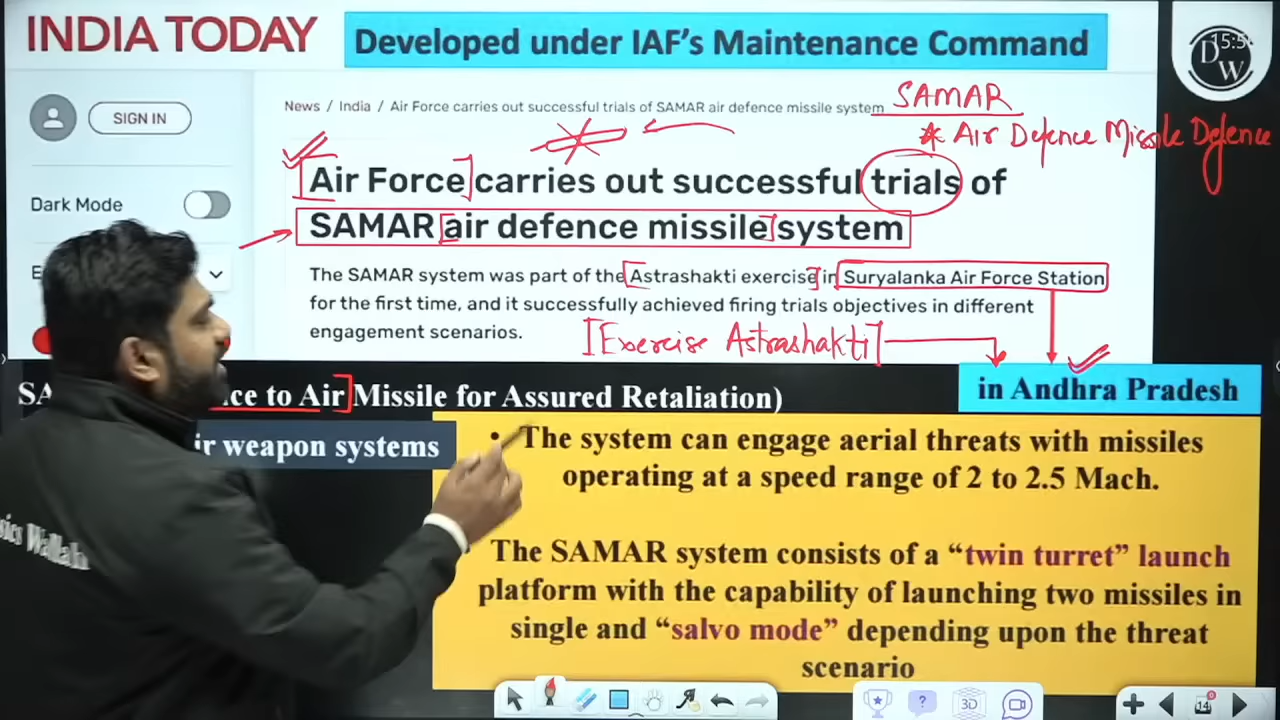 INDIA TODAY
Developed under IAF's Maintenance Command
15:5
D
W
SIGN IN
News / India / Air Force carries out successful trials of SAMAR air defence missile system
SAMAR
Air Defence Missile Defence
Air Force carries out successful trials of
SAMAR air defence missile system
Dark Mode
The SAMAR system was part of the Astrashakti exercise in Suryalanka Air Force Station
for the first time, and it successfully achieved firing trials objectives in different
engagement scenarios.
[Exercise Astrashakti]
in Andhra Pradesh
to Air Missile for Assured Retaliation)
weapon systems
• The system can engage aerial threats with missiles
operating at a speed range of 2 to 2.5 Mach.
The SAMAR system consists of a “twin turret” launch
platform with the capability of launching two missiles in
single and “salvo mode” depending upon the threat
scenario
Wallah
3D
14